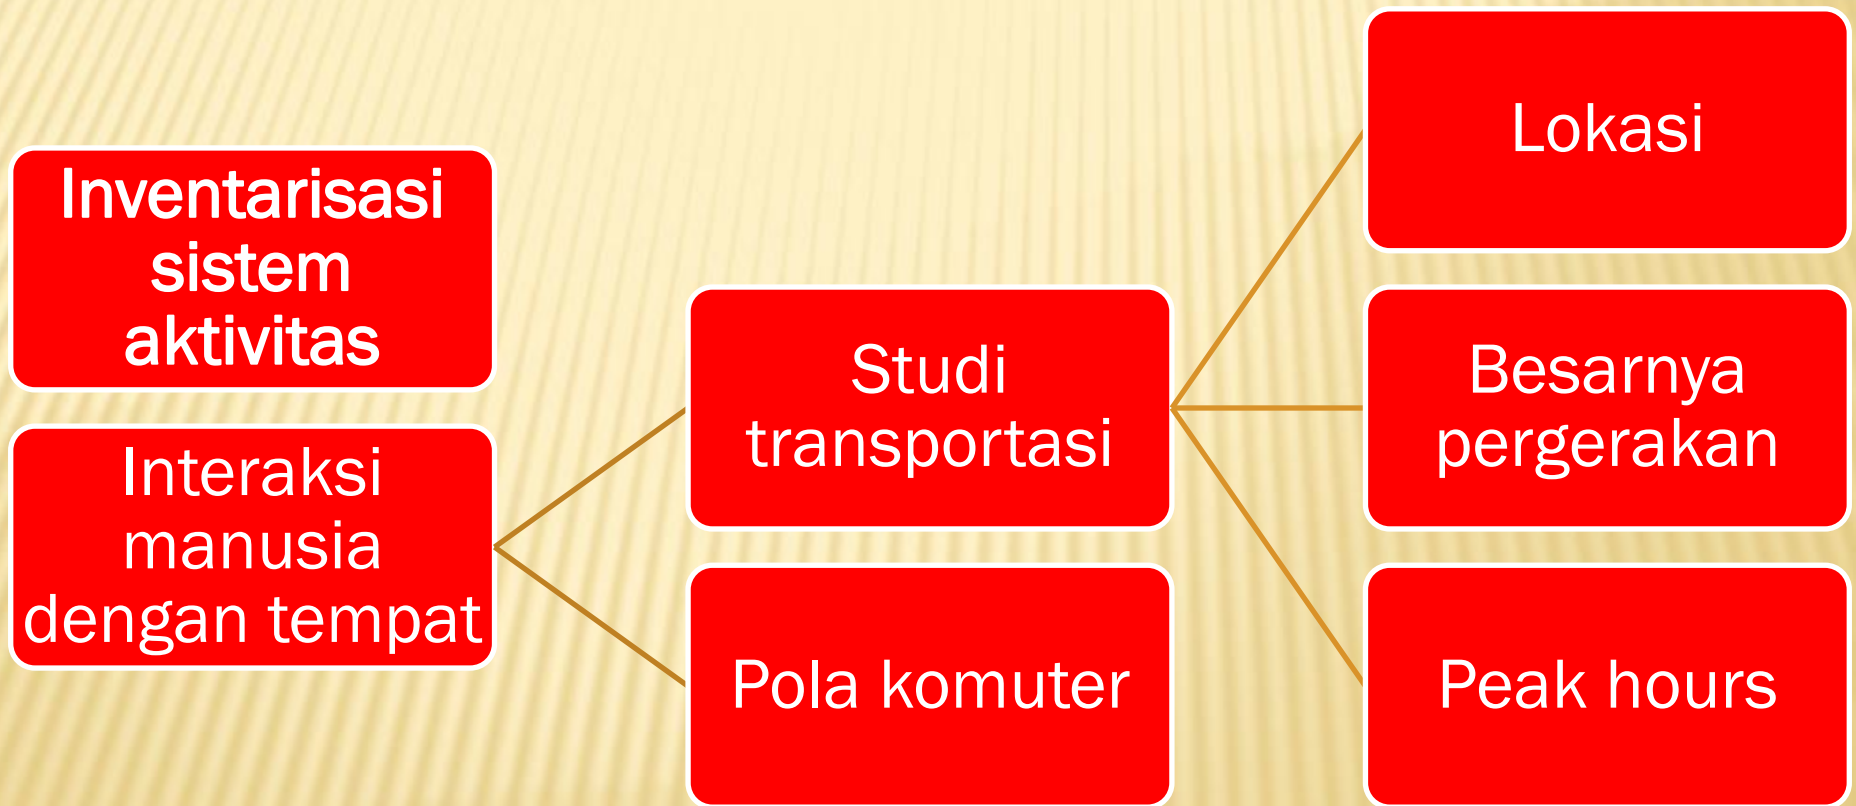 Inventarisasi
sistem
aktivitas
Interaksi
manusia
dengan tempat
Studi
transportasi
Pola komuter
Lokasi
Besarnya
pergerakan
Peak hours